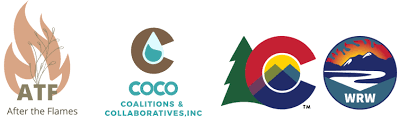 ATF
After the Flames
COCO
COALITIONS &
COLLABORATIVES, INC
C
TM
WRW